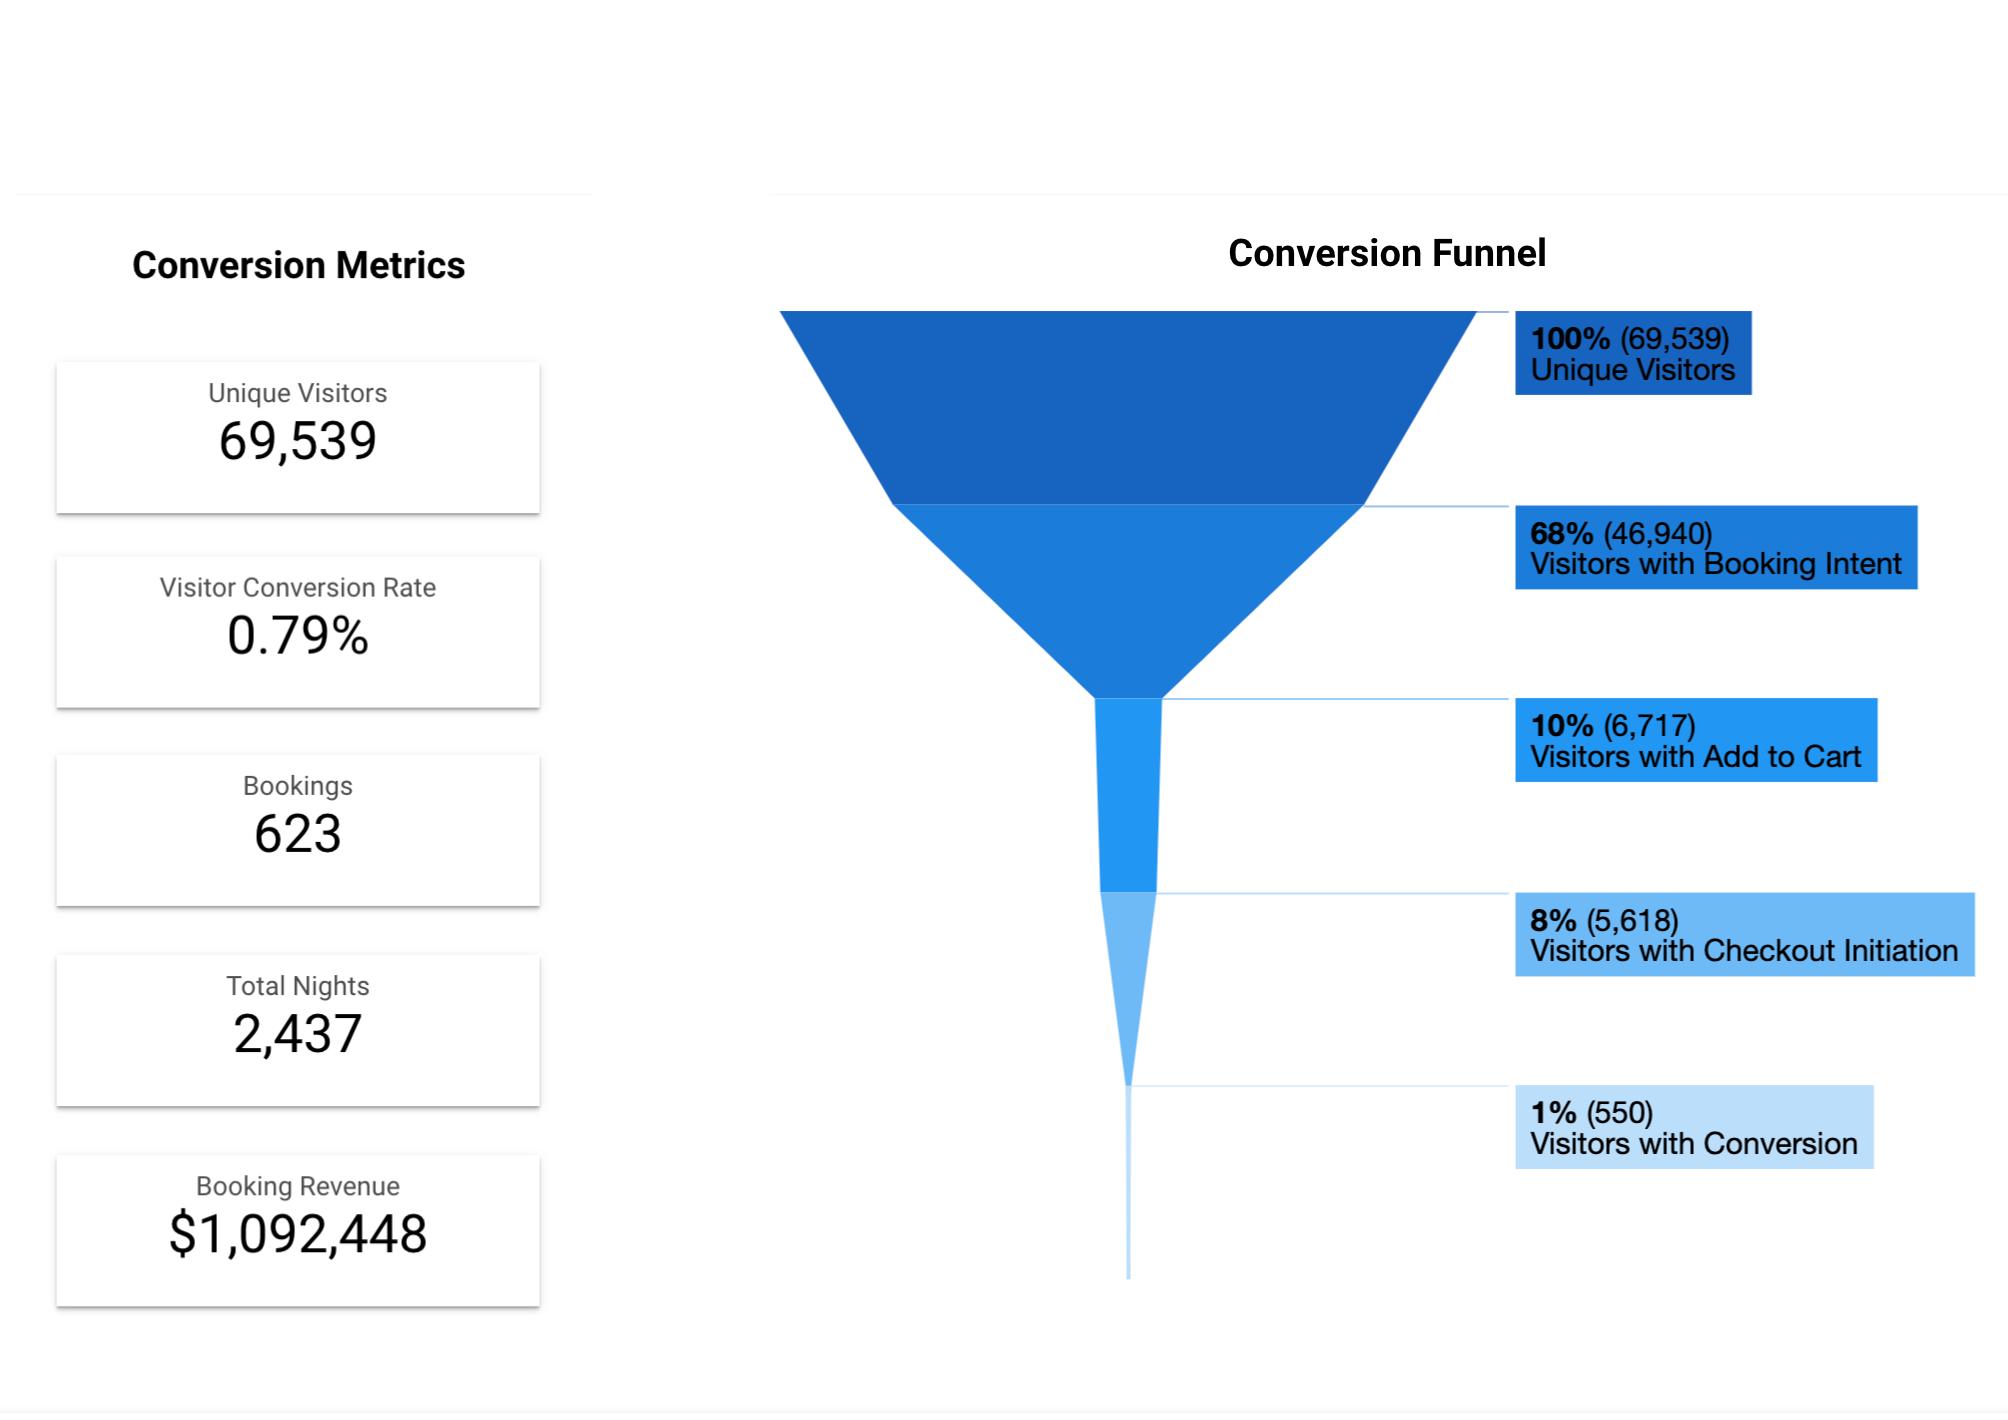 Conversion Metrics
Unique Visitors
69,539
Visitor Conversion Rate
0.79%
Bookings
623
Total Nights
2,437
Booking Revenue
$1,092,448
Conversion Funnel
100% (69,539)
Unique Visitors
68% (46,940)
Visitors with Booking Intent
10% (6,717)
Visitors with Add to Cart
8% (5,618)
Visitors with Checkout Initiation
1% (550)
Visitors with Conversion